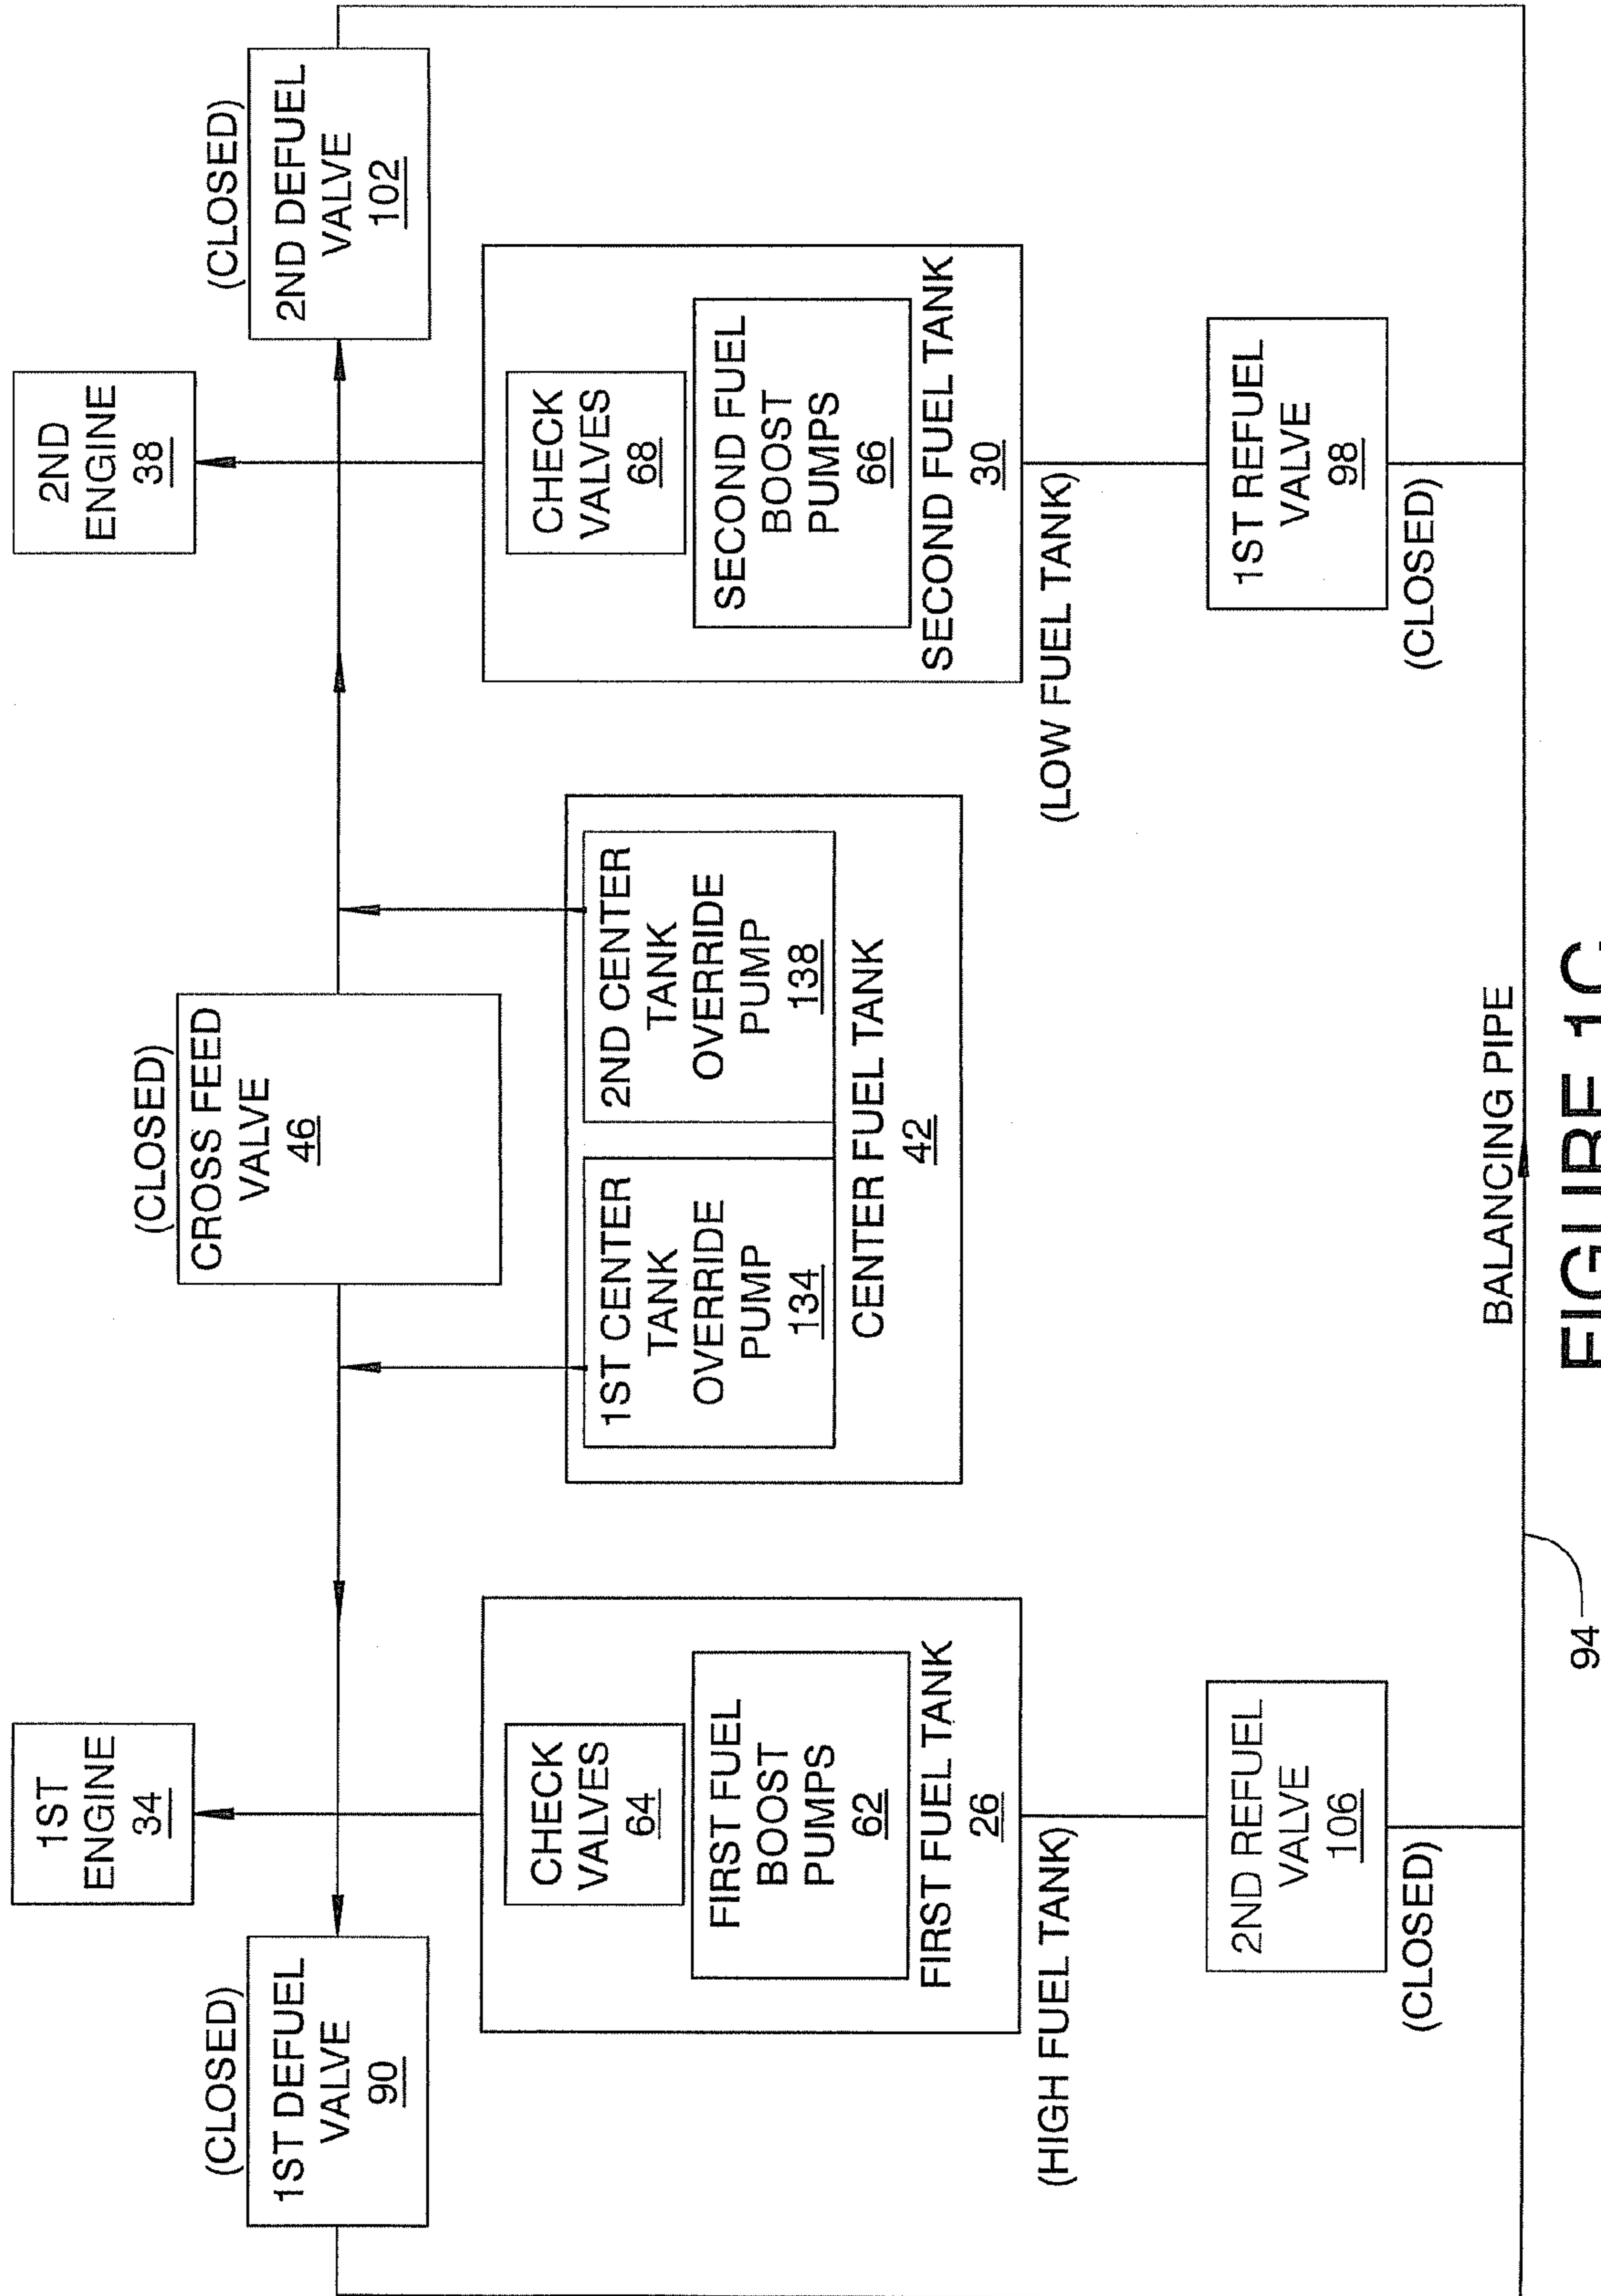 1ST
ENGINE
34
2ND
ENGINE
38
(CLOSED)
1ST DEFUEL
VALVE
90
(CLOSED)
CROSS FEED
VALVE
46
(CLOSED)
2ND DEFUEL
VALVE
102
CHECK
VALVES
64
FIRST FUEL
BOOST
PUMPS
62
FIRST FUEL TANK
26
(HIGH FUEL TANK)
1ST CENTER
TANK
OVERRIDE
PUMP
134
2ND CENTER
TANK
OVERRIDE
PUMP
138
CENTER FUEL TANK
42
CHECK
VALVES
68
SECOND FUEL
BOOST
PUMPS
66
SECOND FUEL TANK
30
(LOW FUEL TANK)
2ND REFUEL
VALVE
106
(CLOSED)
1ST REFUEL
VALVE
98
(CLOSED)
BALANCING PIPE
94